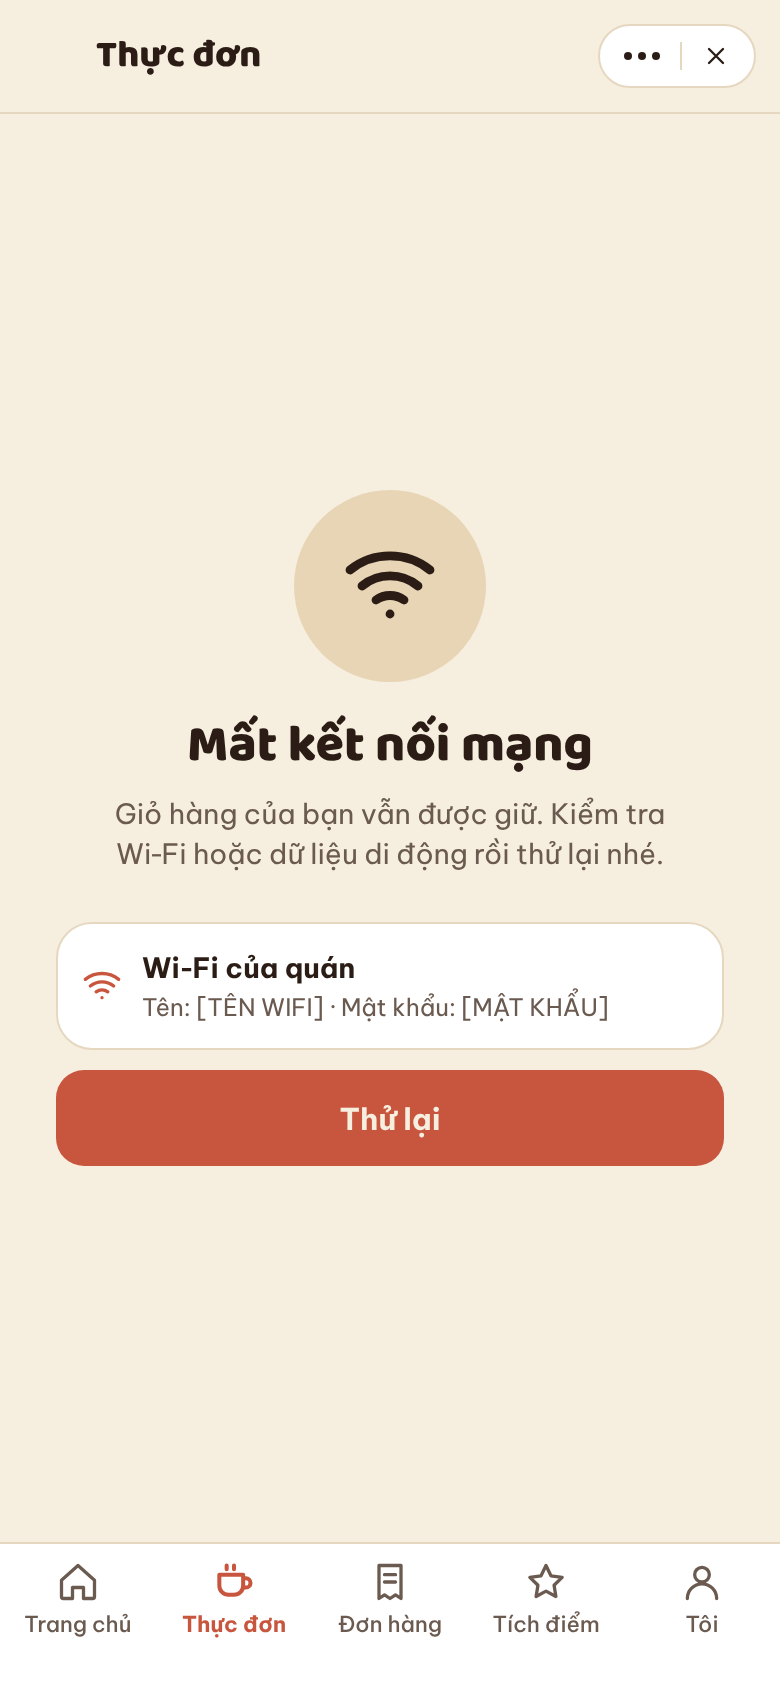 Thực đơn
Mất kết nối mạng
Giỏ hàng của bạn vẫn được giữ. Kiểm tra
Wi-Fi hoặc dữ liệu di động rồi thử lại nhé.
Wi-Fi của quán
Tên: [TÊN WIFI] · Mật khẩu: [MẬT KHẨU]
Thử lại
Trang chủ
Thực đơn
Đơn hàng
Tích điểm
Tôi